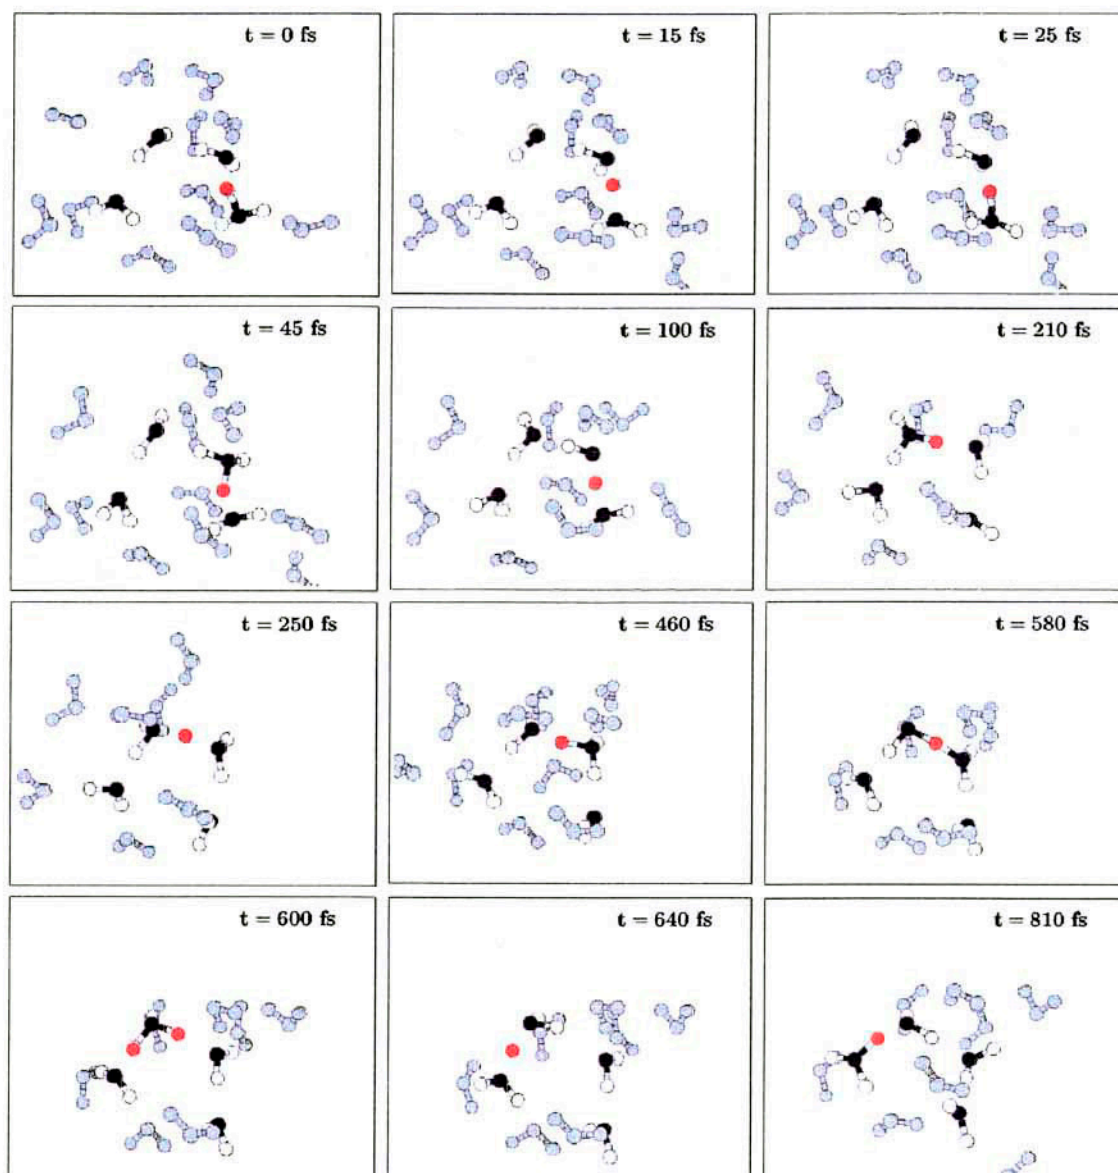 t = 0 fs
t = 15 fs
t = 25 fs
t = 45 fs
t = 100 fs
t = 210 fs
t = 250 fs
t = 460 fs
t = 580 fs
t = 600 fs
t = 640 fs
t = 810 fs